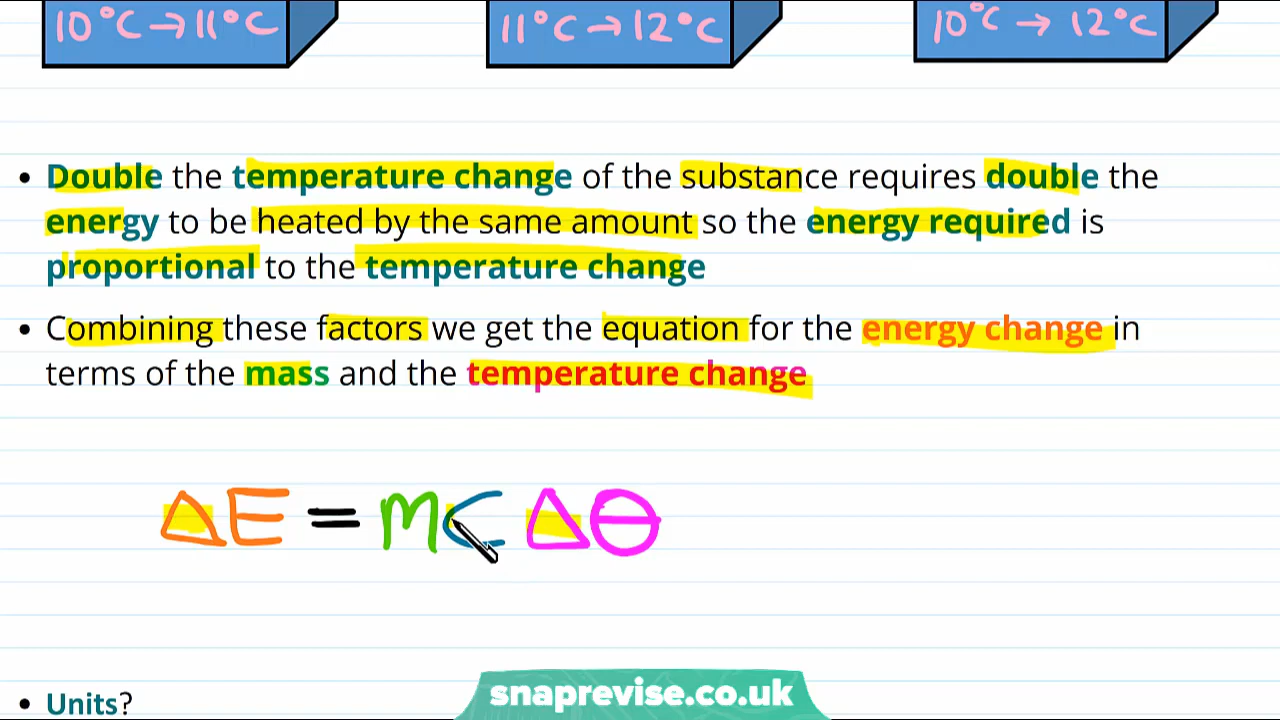 10°C → 11°C
11°C → 12°C
10°C → 12°C
• Double the temperature change of the substance requires double the
energy to be heated by the same amount so the energy required is
proportional to the temperature change
• Combining these factors we get the equation for the energy change in
terms of the mass and the temperature change
ΔE = mc Δθ
• Units?
snaprevise.co.uk